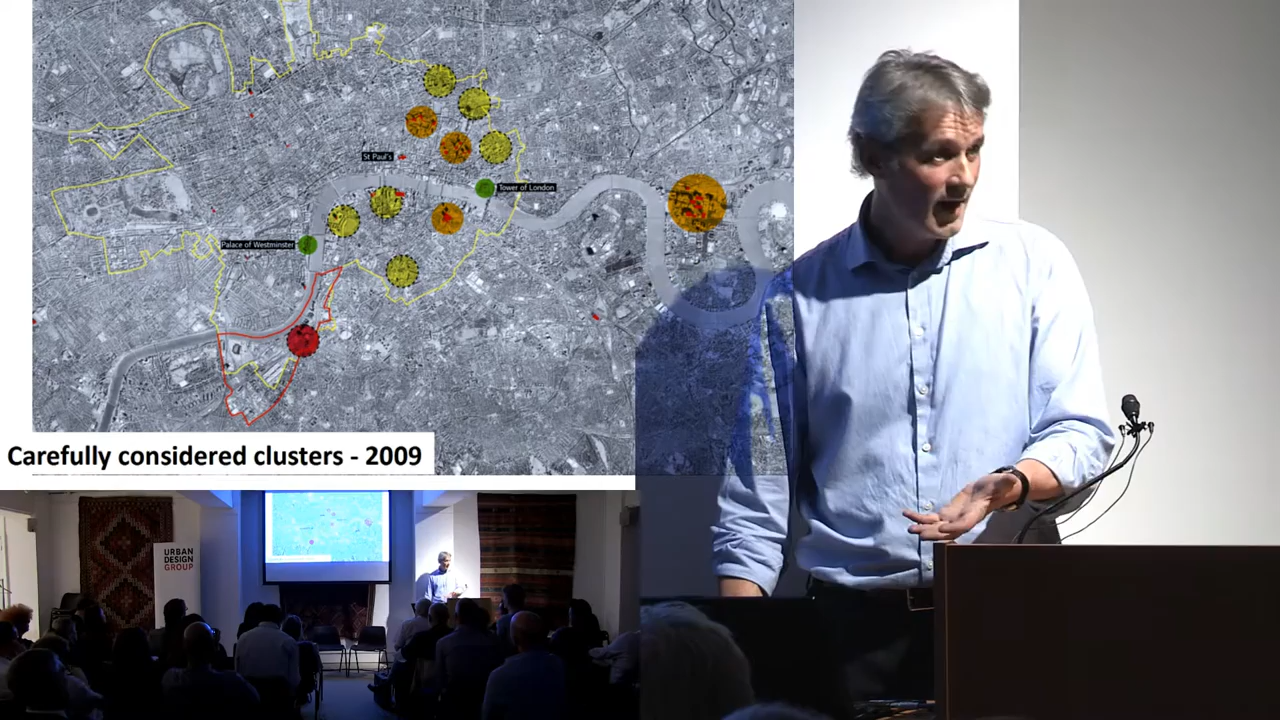 St Paul's
Tower of London
Palace of Westminster
Carefully considered clusters - 2009
URBAN
DESIGN
GROUP